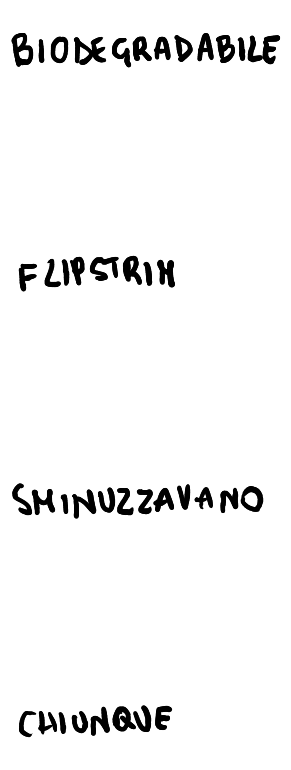 BIODEGRADABILE
FLIPSTRIM
SMINUZZAVANO
CHIUNQUE